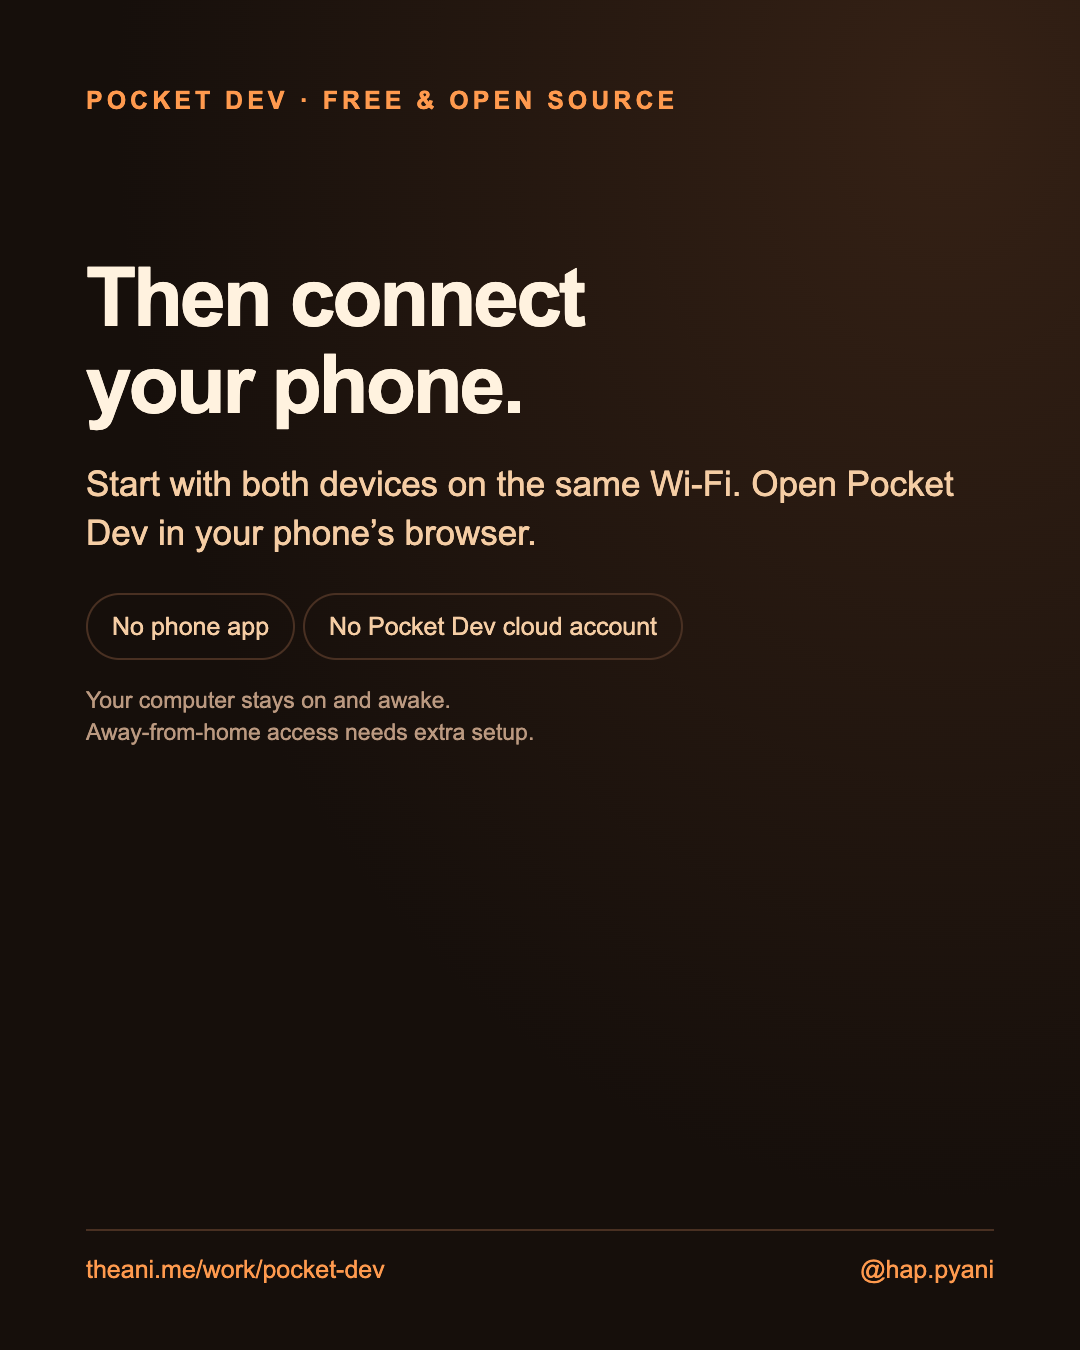 POCKET DEV · FREE & OPEN SOURCE
Then connect
your phone.
Start with both devices on the same Wi-Fi. Open Pocket
Dev in your phone’s browser.
No phone app
No Pocket Dev cloud account
Your computer stays on and awake.
Away-from-home access needs extra setup.
theani.me/work/pocket-dev
@hap.pyani